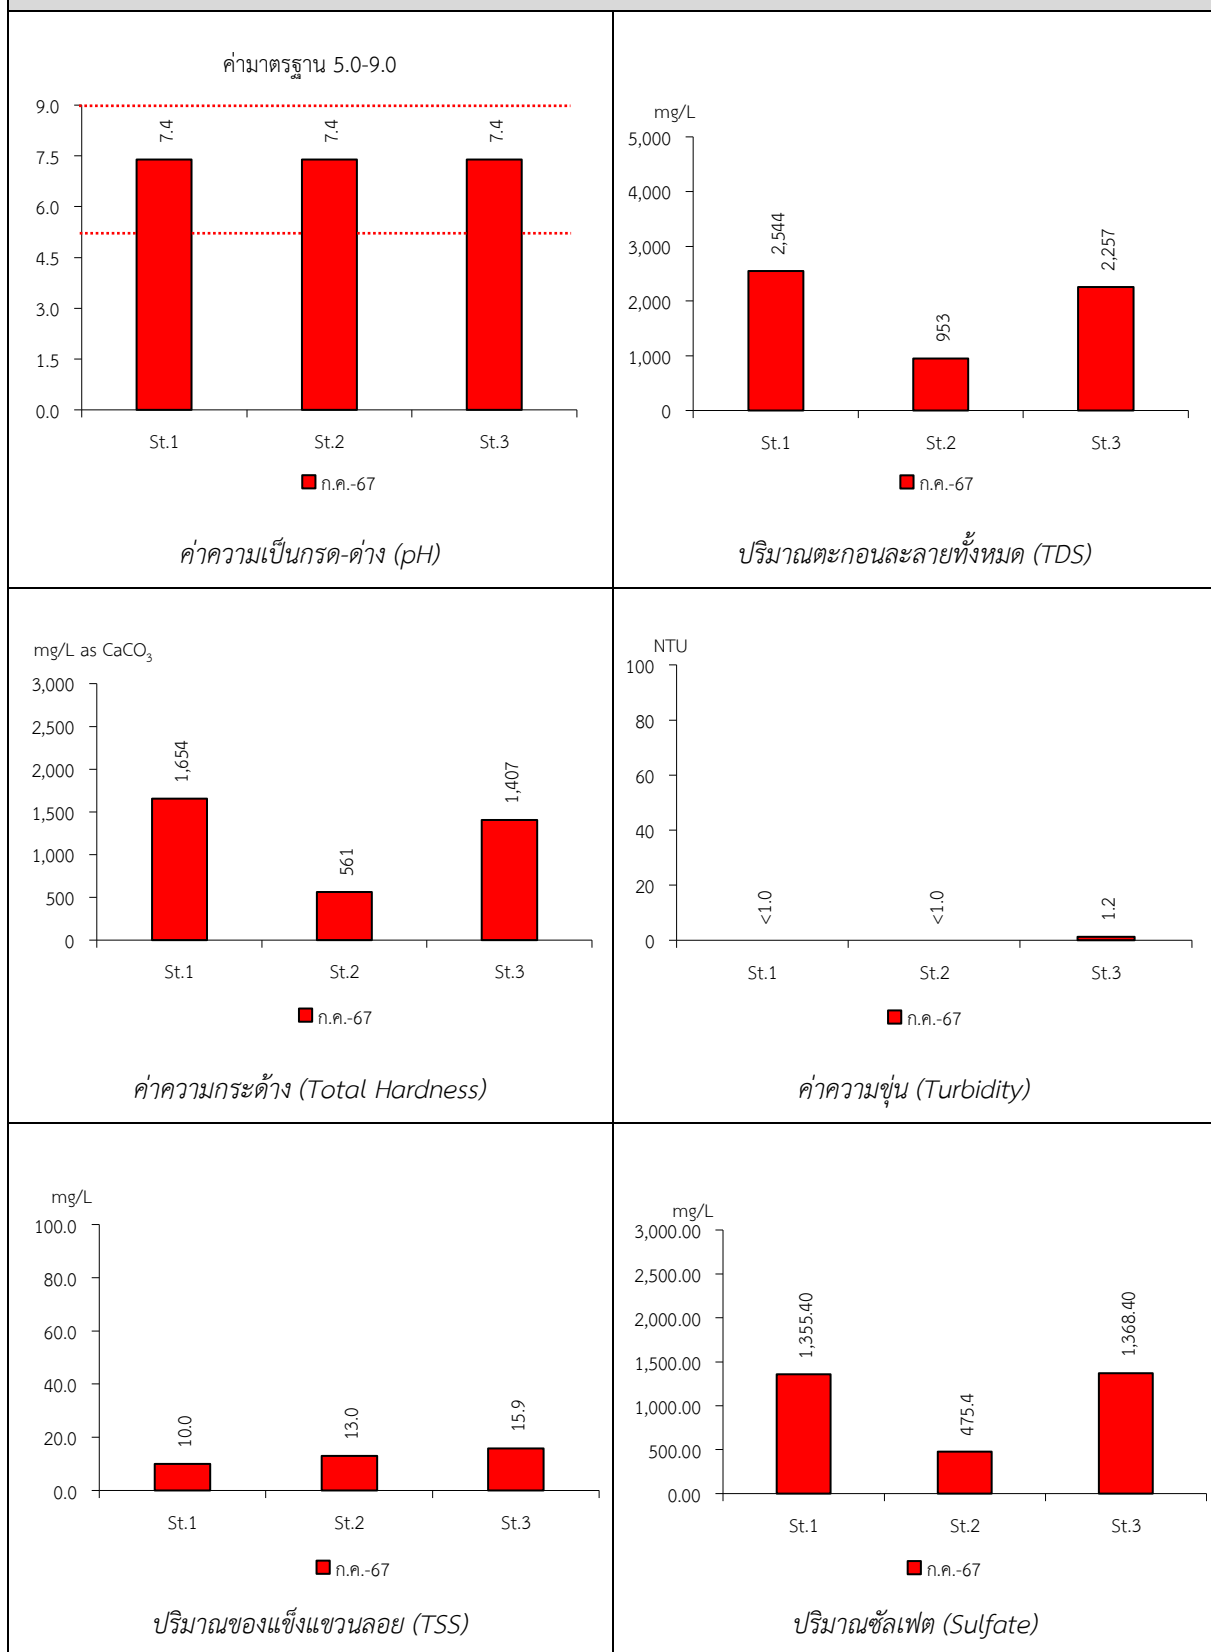 ค่ามาตรฐาน 5.0-9.0
9.0
7.5
6.0
4.5
3.0
1.5
0.0
7.4
7.4
7.4
St.1
St.2
St.3
ก.ค.-67
ค่าความเป็นกรด-ด่าง (pH)
mg/L
5,000
4,000
3,000
2,000
1,000
0
2,544
953
2,257
St.1
St.2
St.3
ก.ค.-67
ปริมาณตะกอนละลายทั้งหมด (TDS)
mg/L as CaCO₃
3,000
2,500
2,000
1,500
1,000
500
0
1,654
561
1,407
St.1
St.2
St.3
ก.ค.-67
ค่าความกระด้าง (Total Hardness)
NTU
100
80
60
40
20
0
<1.0
<1.0
1.2
St.1
St.2
St.3
ก.ค.-67
ค่าความขุ่น (Turbidity)
mg/L
100.0
80.0
60.0
40.0
20.0
0.0
10.0
13.0
15.9
St.1
St.2
St.3
ก.ค.-67
ปริมาณของแข็งแขวนลอย (TSS)
mg/L
3,000.00
2,500.00
2,000.00
1,500.00
1,000.00
500.00
0.00
1,355.40
475.4
1,368.40
St.1
St.2
St.3
ก.ค.-67
ปริมาณซัลเฟต (Sulfate)